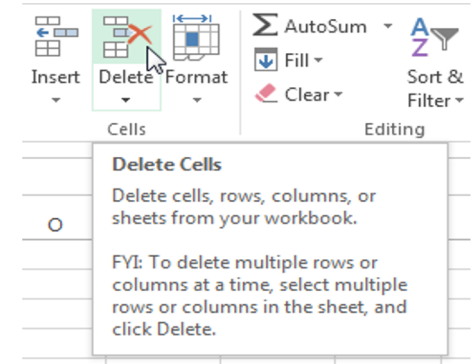 Insert
Delete
Format
Cells
AutoSum
Fill
Clear
AZ
Sort &
Filter
Editing
O
Delete Cells
Delete cells, rows, columns, or
sheets from your workbook.
FYI: To delete multiple rows or
columns at a time, select multiple
rows or columns in the sheet, and
click Delete.